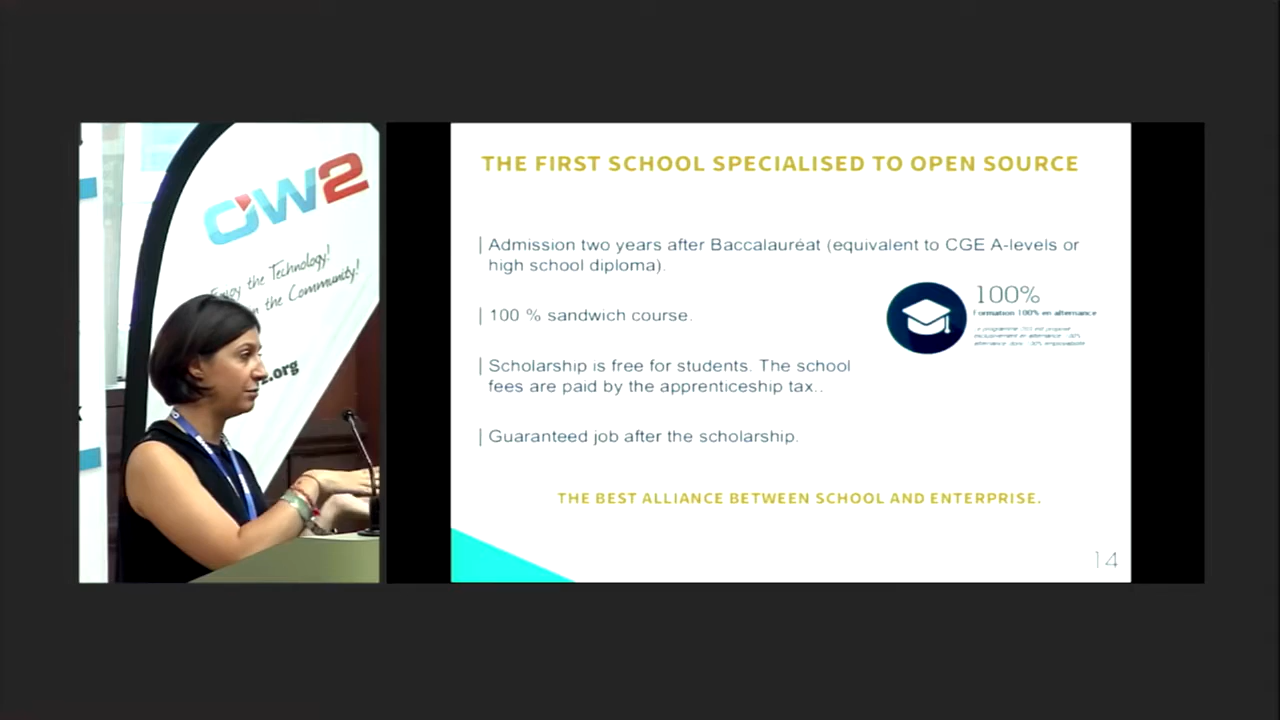 OW2
Enjoy the Technology!
the Community!
.org
THE FIRST SCHOOL SPECIALISED TO OPEN SOURCE
Admission two years after Baccalauréat (equivalent to CGE A-levels or
high school diploma).
100 % sandwich course.
Scholarship is free for students. The school
fees are paid by the apprenticeship tax..
Guaranteed job after the scholarship.
100%
Formation 100% en alternance
THE BEST ALLIANCE BETWEEN SCHOOL AND ENTERPRISE.
14